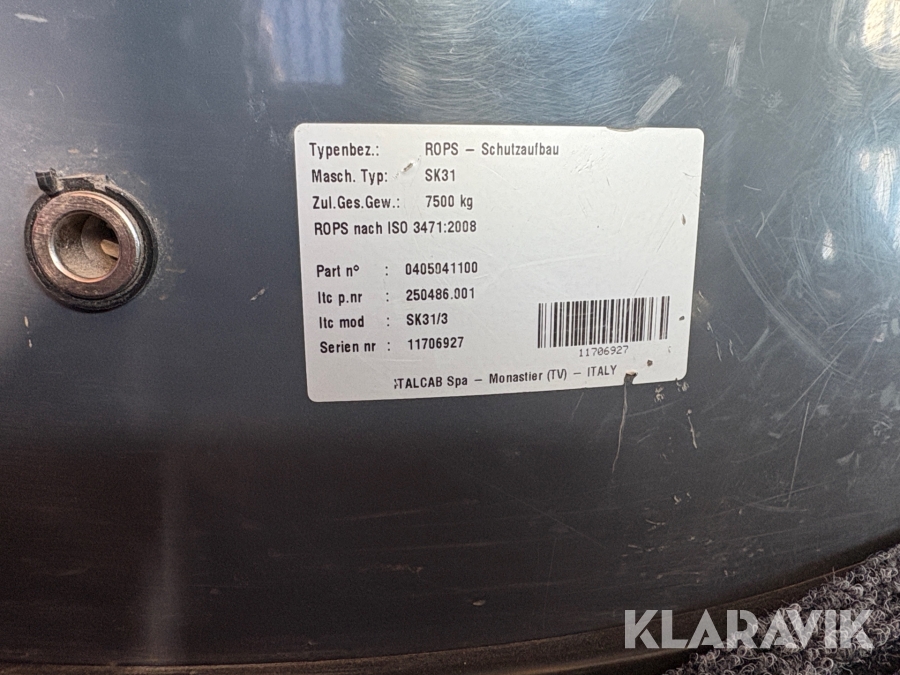 Typenbez.: ROPS – Schutzaufbau
Masch. Typ: SK31
Zul.Ges.Gew.: 7500 kg
ROPS nach ISO 3471:2008
Part n° : 0405041100
Itc p.nr : 250486.001
Itc mod : SK31/3
Serien nr : 11706927
11706927
ITALCAB Spa – Monastier (TV) – ITALY
KLARAVIK